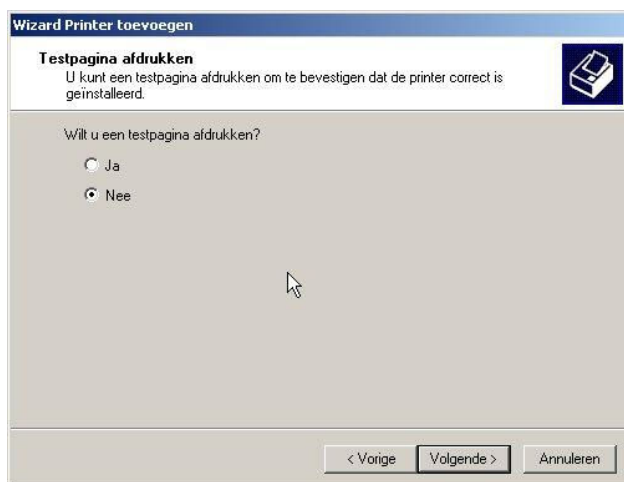 Wizard Printer toevoegen
Testpagina afdrukken
U kunt een testpagina afdrukken om te bevestigen dat de printer correct is
geïnstalleerd.
Wilt u een testpagina afdrukken?
Ja
Nee
< Vorige
Volgende >
Annuleren